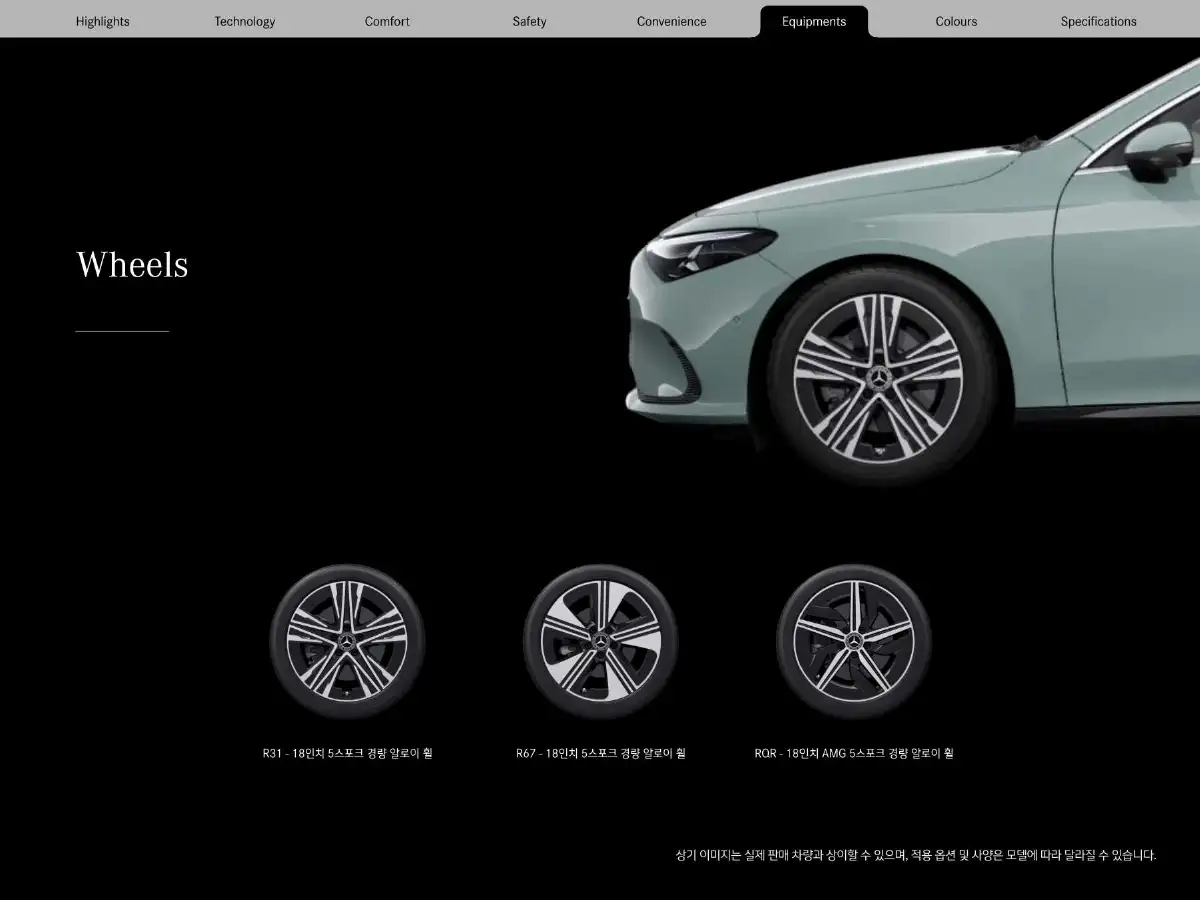 Highlights
Technology
Comfort
Safety
Convenience
Equipments
Colours
Specifications
Wheels
R31 - 18인치 5스포크 경량 알로이 휠
R67 - 18인치 5스포크 경량 알로이 휠
RQR - 18인치 AMG 5스포크 경량 알로이 휠
상기 이미지는 실제 판매 차량과 상이할 수 있으며, 적용 옵션 및 사양은 모델에 따라 달라질 수 있습니다.